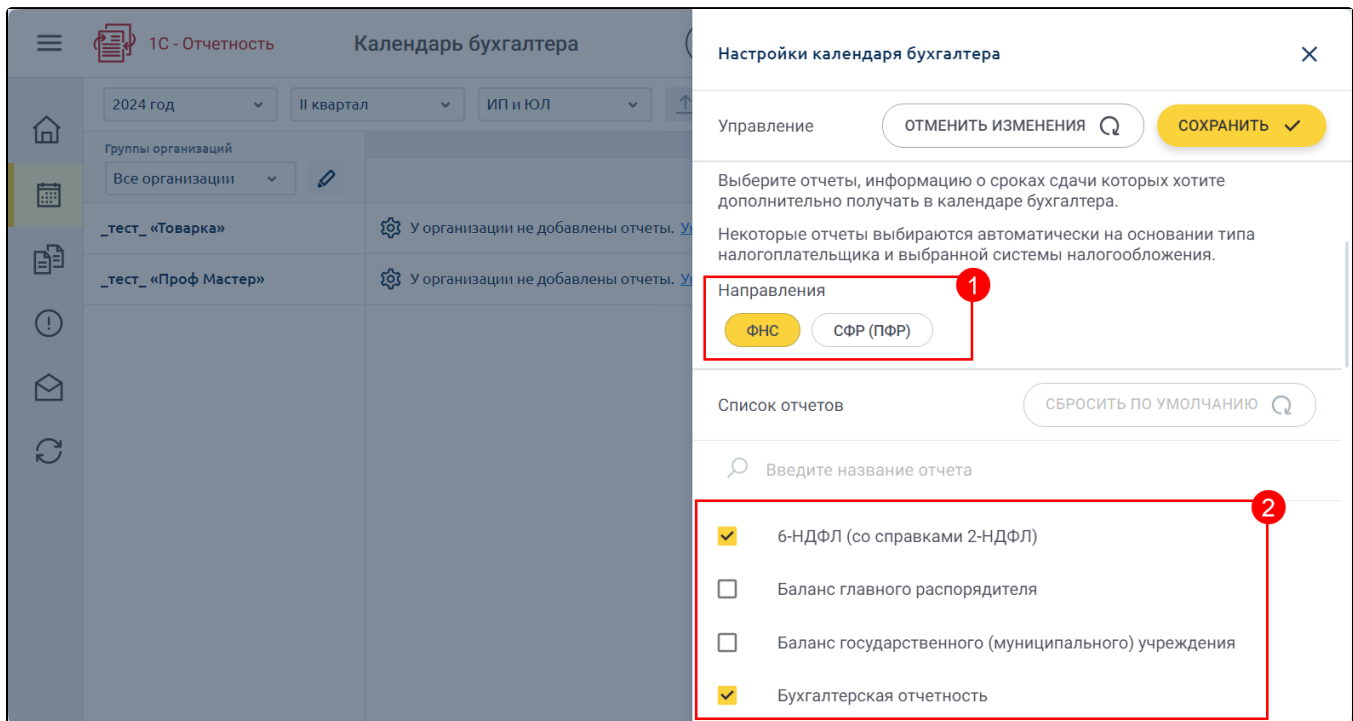 1С - Отчетность
Календарь бухгалтера
2024 год
II квартал
ИП и ЮЛ
Группы организаций
Все организации
_тест_ «Товарка»
У организации не добавлены отчеты.
_тест_ «Проф Мастер»
У организации не добавлены отчеты.
Настройки календаря бухгалтера
Управление
ОТМЕНИТЬ ИЗМЕНЕНИЯ
СОХРАНИТЬ
Выберите отчеты, информацию о сроках сдачи которых хотите
дополнительно получать в календаре бухгалтера.
Некоторые отчеты выбираются автоматически на основании типа
налогоплательщика и выбранной системы налогообложения.
Направления
1
ФНС
СФР (ПФР)
Список отчетов
СБРОСИТЬ ПО УМОЛЧАНИЮ
Введите название отчета
2
6-НДФЛ (со справками 2-НДФЛ)
Баланс главного распорядителя
Баланс государственного (муниципального) учреждения
Бухгалтерская отчетность